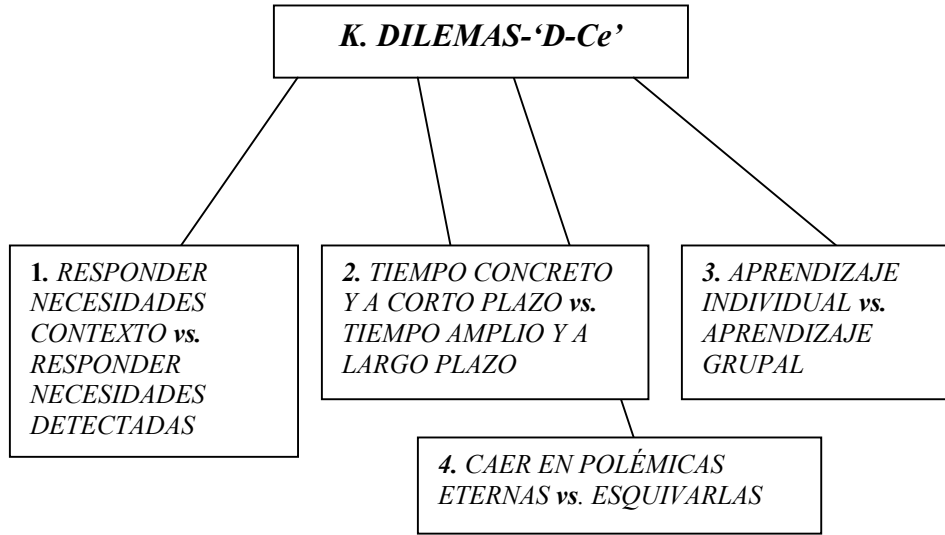 K. DILEMAS-‘D-Ce’
1. RESPONDER
NECESIDADES
CONTEXTO vs.
RESPONDER
NECESIDADES
DETECTADAS
2. TIEMPO CONCRETO
Y A CORTO PLAZO vs.
TIEMPO AMPLIO Y A
LARGO PLAZO
3. APRENDIZAJE
INDIVIDUAL vs.
APRENDIZAJE
GRUPAL
4. CAER EN POLÉMICAS
ETERNAS vs. ESQUIVARLAS